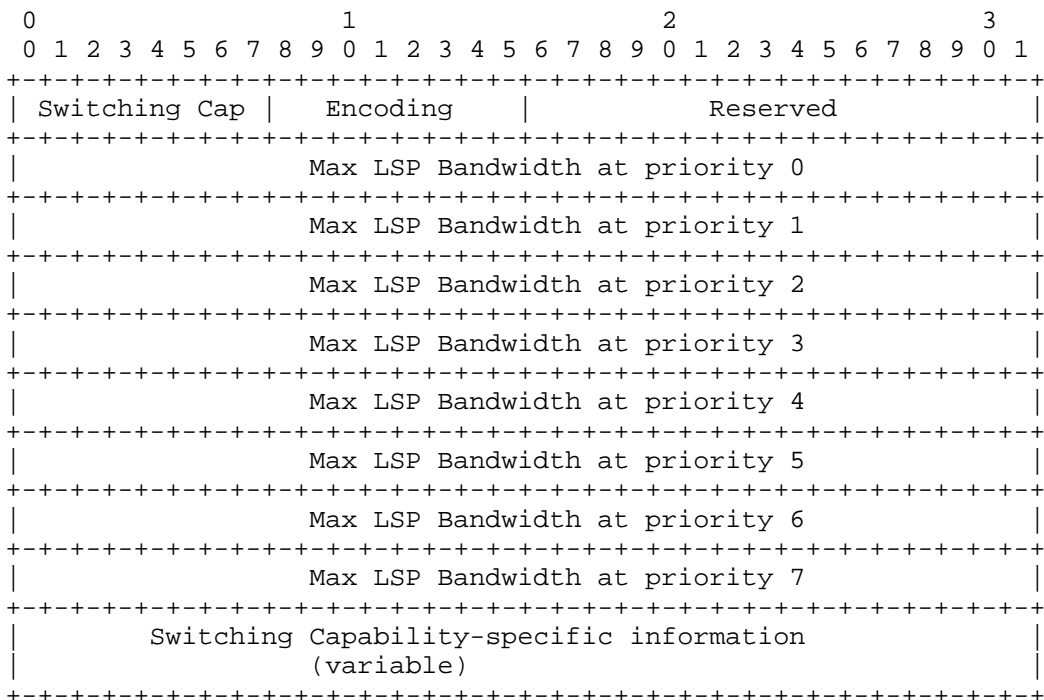 0                   1                   2                   3
 0 1 2 3 4 5 6 7 8 9 0 1 2 3 4 5 6 7 8 9 0 1 2 3 4 5 6 7 8 9 0 1
+-+-+-+-+-+-+-+-+-+-+-+-+-+-+-+-+-+-+-+-+-+-+-+-+-+-+-+-+-+-+-+-+
| Switching Cap |   Encoding    |           Reserved            |
+-+-+-+-+-+-+-+-+-+-+-+-+-+-+-+-+-+-+-+-+-+-+-+-+-+-+-+-+-+-+-+-+
|                  Max LSP Bandwidth at priority 0              |
+-+-+-+-+-+-+-+-+-+-+-+-+-+-+-+-+-+-+-+-+-+-+-+-+-+-+-+-+-+-+-+-+
|                  Max LSP Bandwidth at priority 1              |
+-+-+-+-+-+-+-+-+-+-+-+-+-+-+-+-+-+-+-+-+-+-+-+-+-+-+-+-+-+-+-+-+
|                  Max LSP Bandwidth at priority 2              |
+-+-+-+-+-+-+-+-+-+-+-+-+-+-+-+-+-+-+-+-+-+-+-+-+-+-+-+-+-+-+-+-+
|                  Max LSP Bandwidth at priority 3              |
+-+-+-+-+-+-+-+-+-+-+-+-+-+-+-+-+-+-+-+-+-+-+-+-+-+-+-+-+-+-+-+-+
|                  Max LSP Bandwidth at priority 4              |
+-+-+-+-+-+-+-+-+-+-+-+-+-+-+-+-+-+-+-+-+-+-+-+-+-+-+-+-+-+-+-+-+
|                  Max LSP Bandwidth at priority 5              |
+-+-+-+-+-+-+-+-+-+-+-+-+-+-+-+-+-+-+-+-+-+-+-+-+-+-+-+-+-+-+-+-+
|                  Max LSP Bandwidth at priority 6              |
+-+-+-+-+-+-+-+-+-+-+-+-+-+-+-+-+-+-+-+-+-+-+-+-+-+-+-+-+-+-+-+-+
|                  Max LSP Bandwidth at priority 7              |
+-+-+-+-+-+-+-+-+-+-+-+-+-+-+-+-+-+-+-+-+-+-+-+-+-+-+-+-+-+-+-+-+
|        Switching Capability-specific information              |
|                  (variable)                                   |
+-+-+-+-+-+-+-+-+-+-+-+-+-+-+-+-+-+-+-+-+-+-+-+-+-+-+-+-+-+-+-+-+